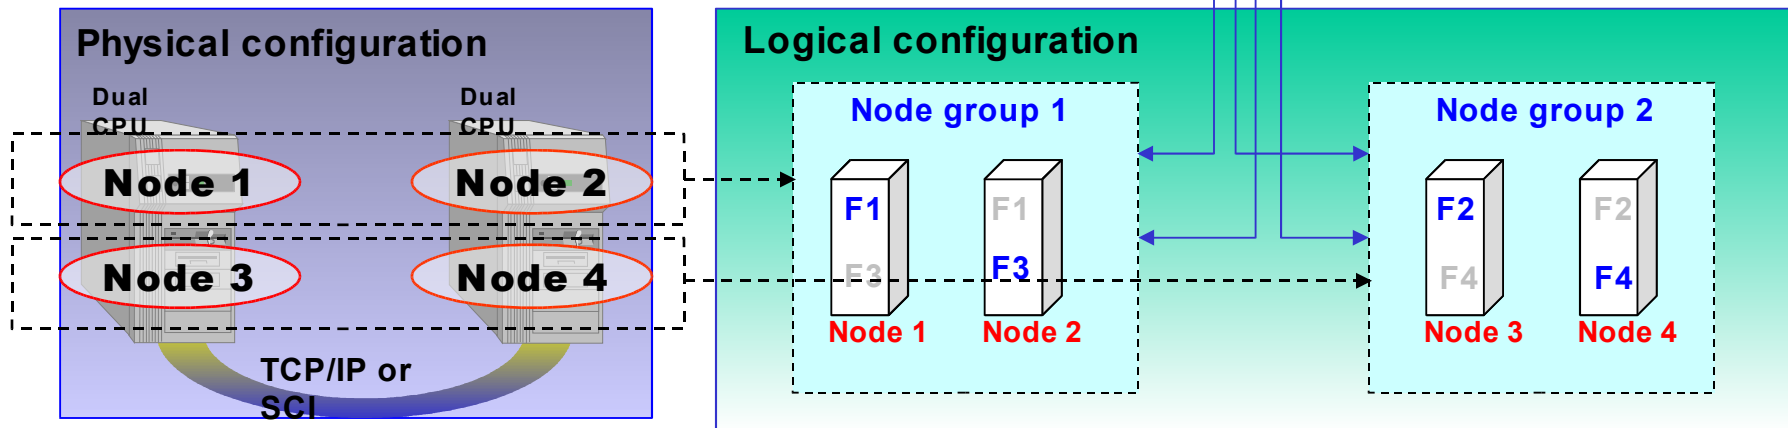 Physical configuration
Dual
CPU
Dual
CPU
Node 1
Node 2
Node 3
Node 4
TCP/IP or
SCI
Logical configuration
Node group 1
F1
F3
Node 1
F1
F3
Node 2
Node group 2
F2
F4
Node 3
F2
F4
Node 4